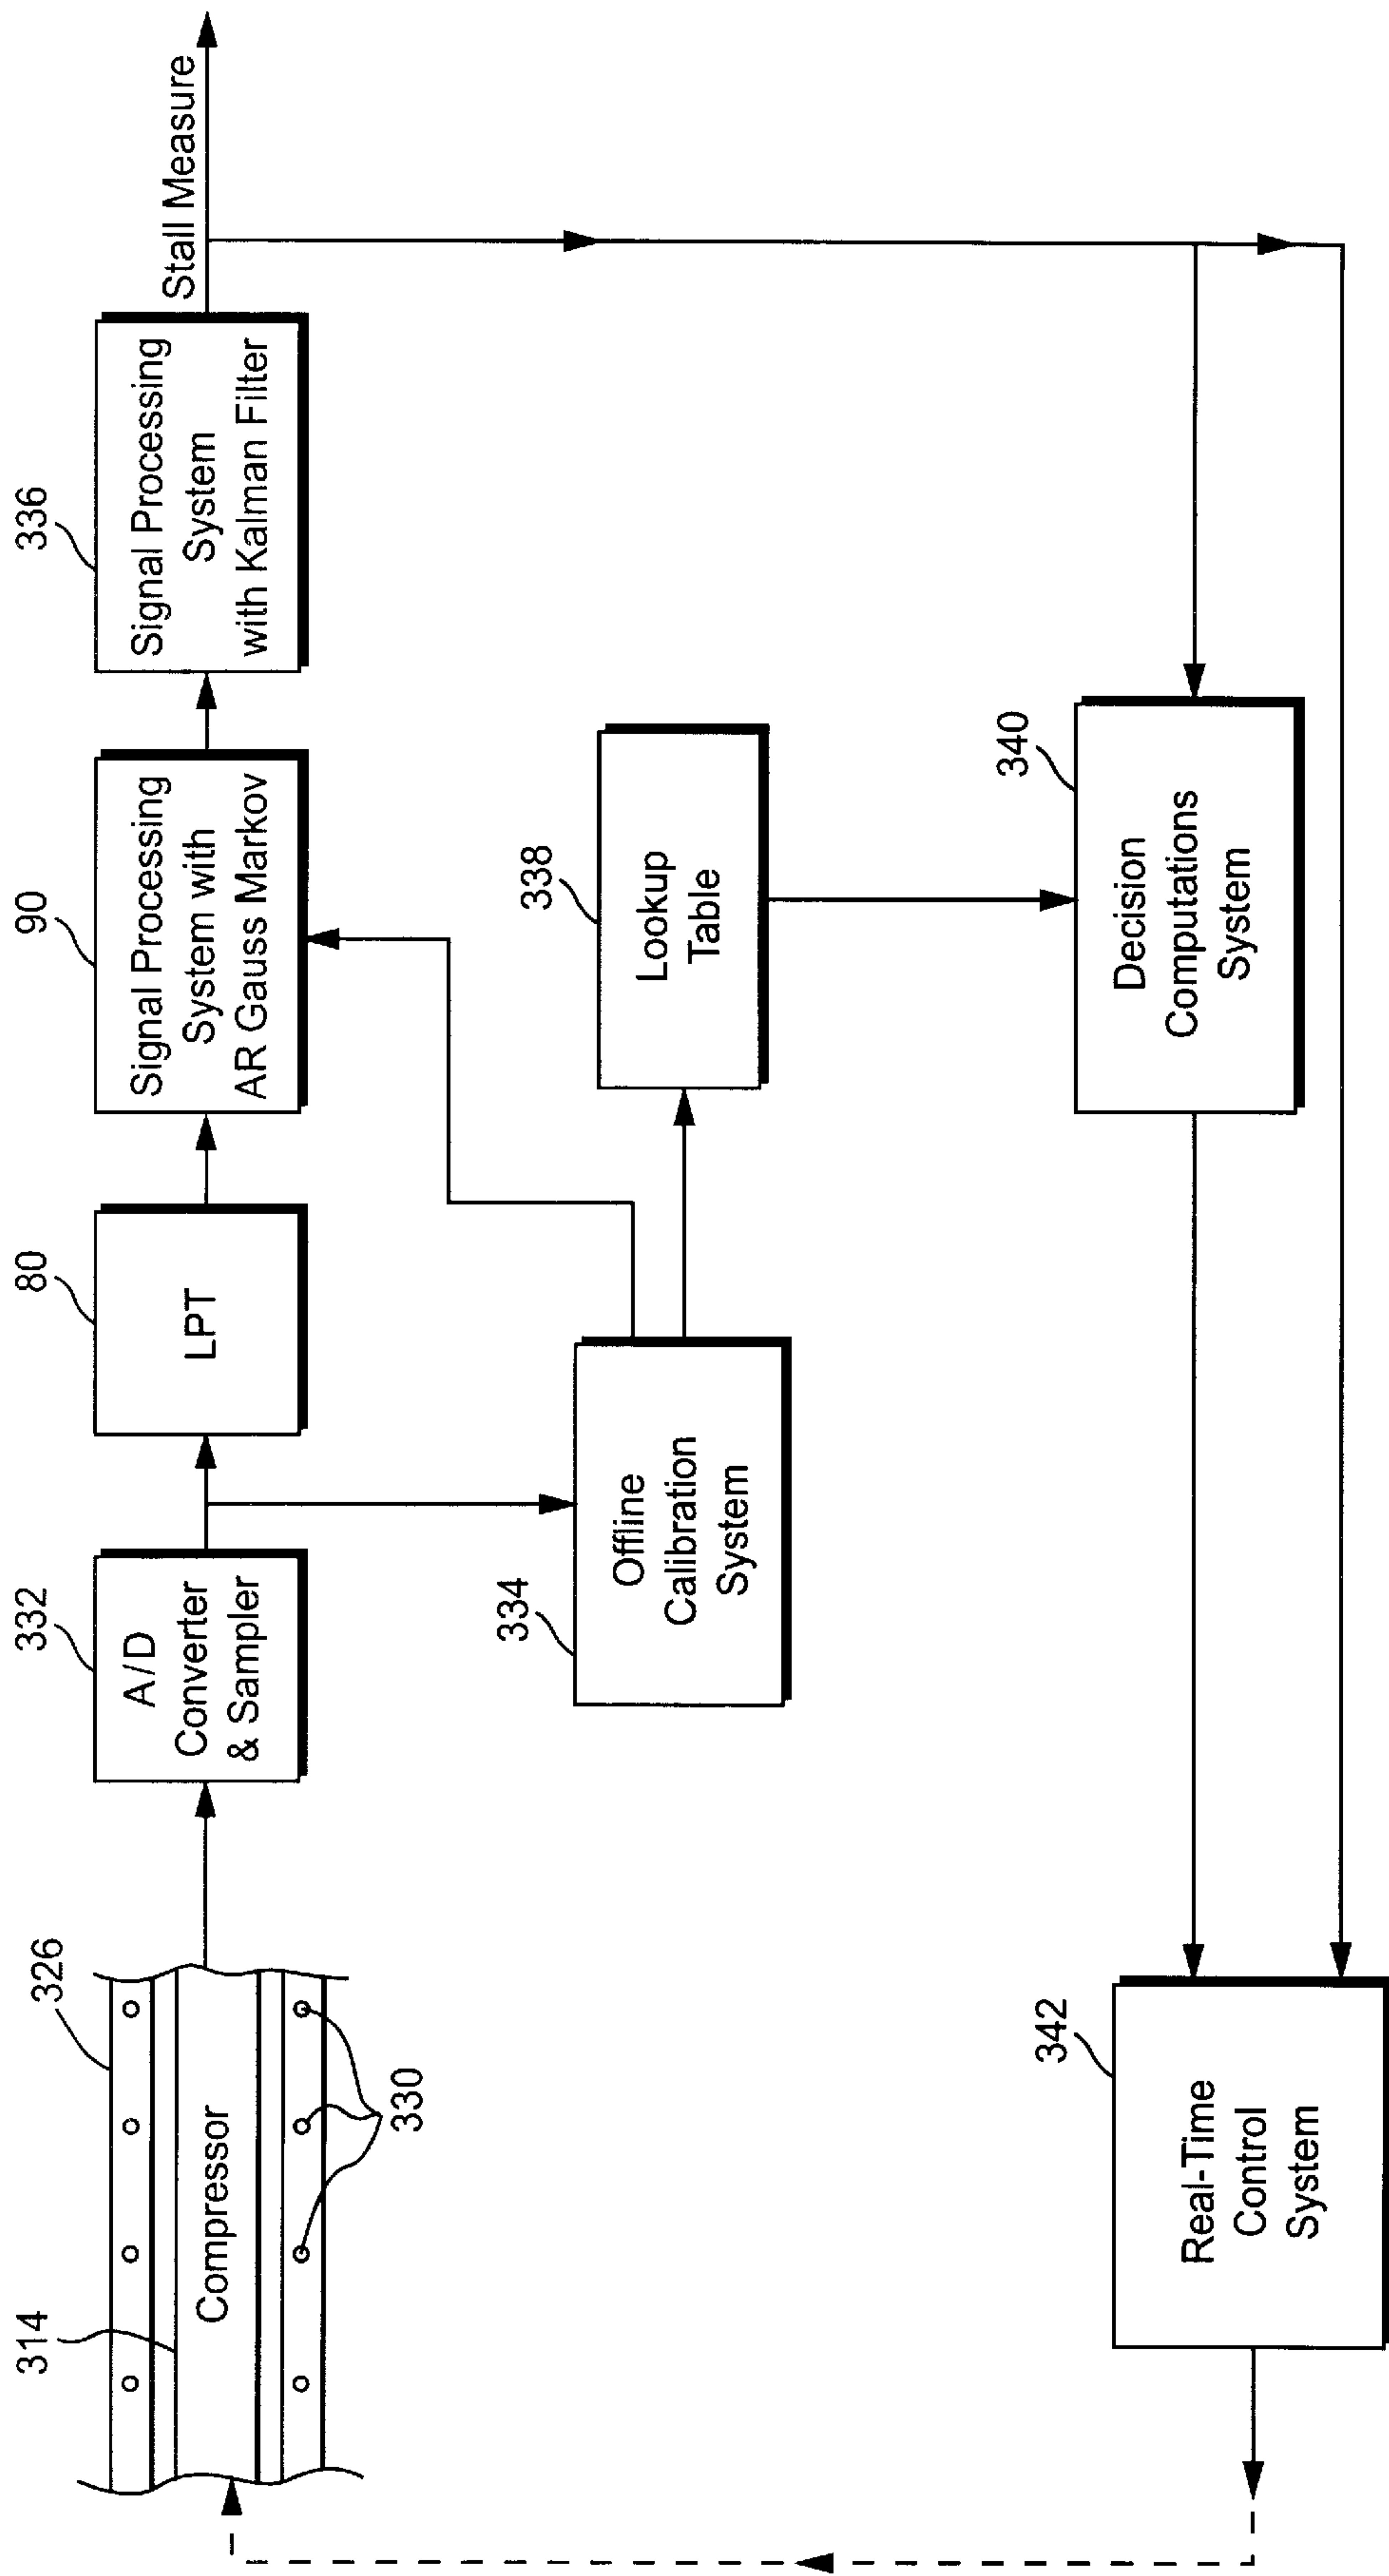 314
326
Compressor
330
332
A/D
Converter
& Sampler
80
LPT
90
Signal Processing
System with
AR Gauss Markov
336
Signal Processing
System
with Kalman Filter
Stall Measure
334
Offline
Calibration
System
338
Lookup
Table
340
Decision
Computations
System
342
Real-Time
Control
System